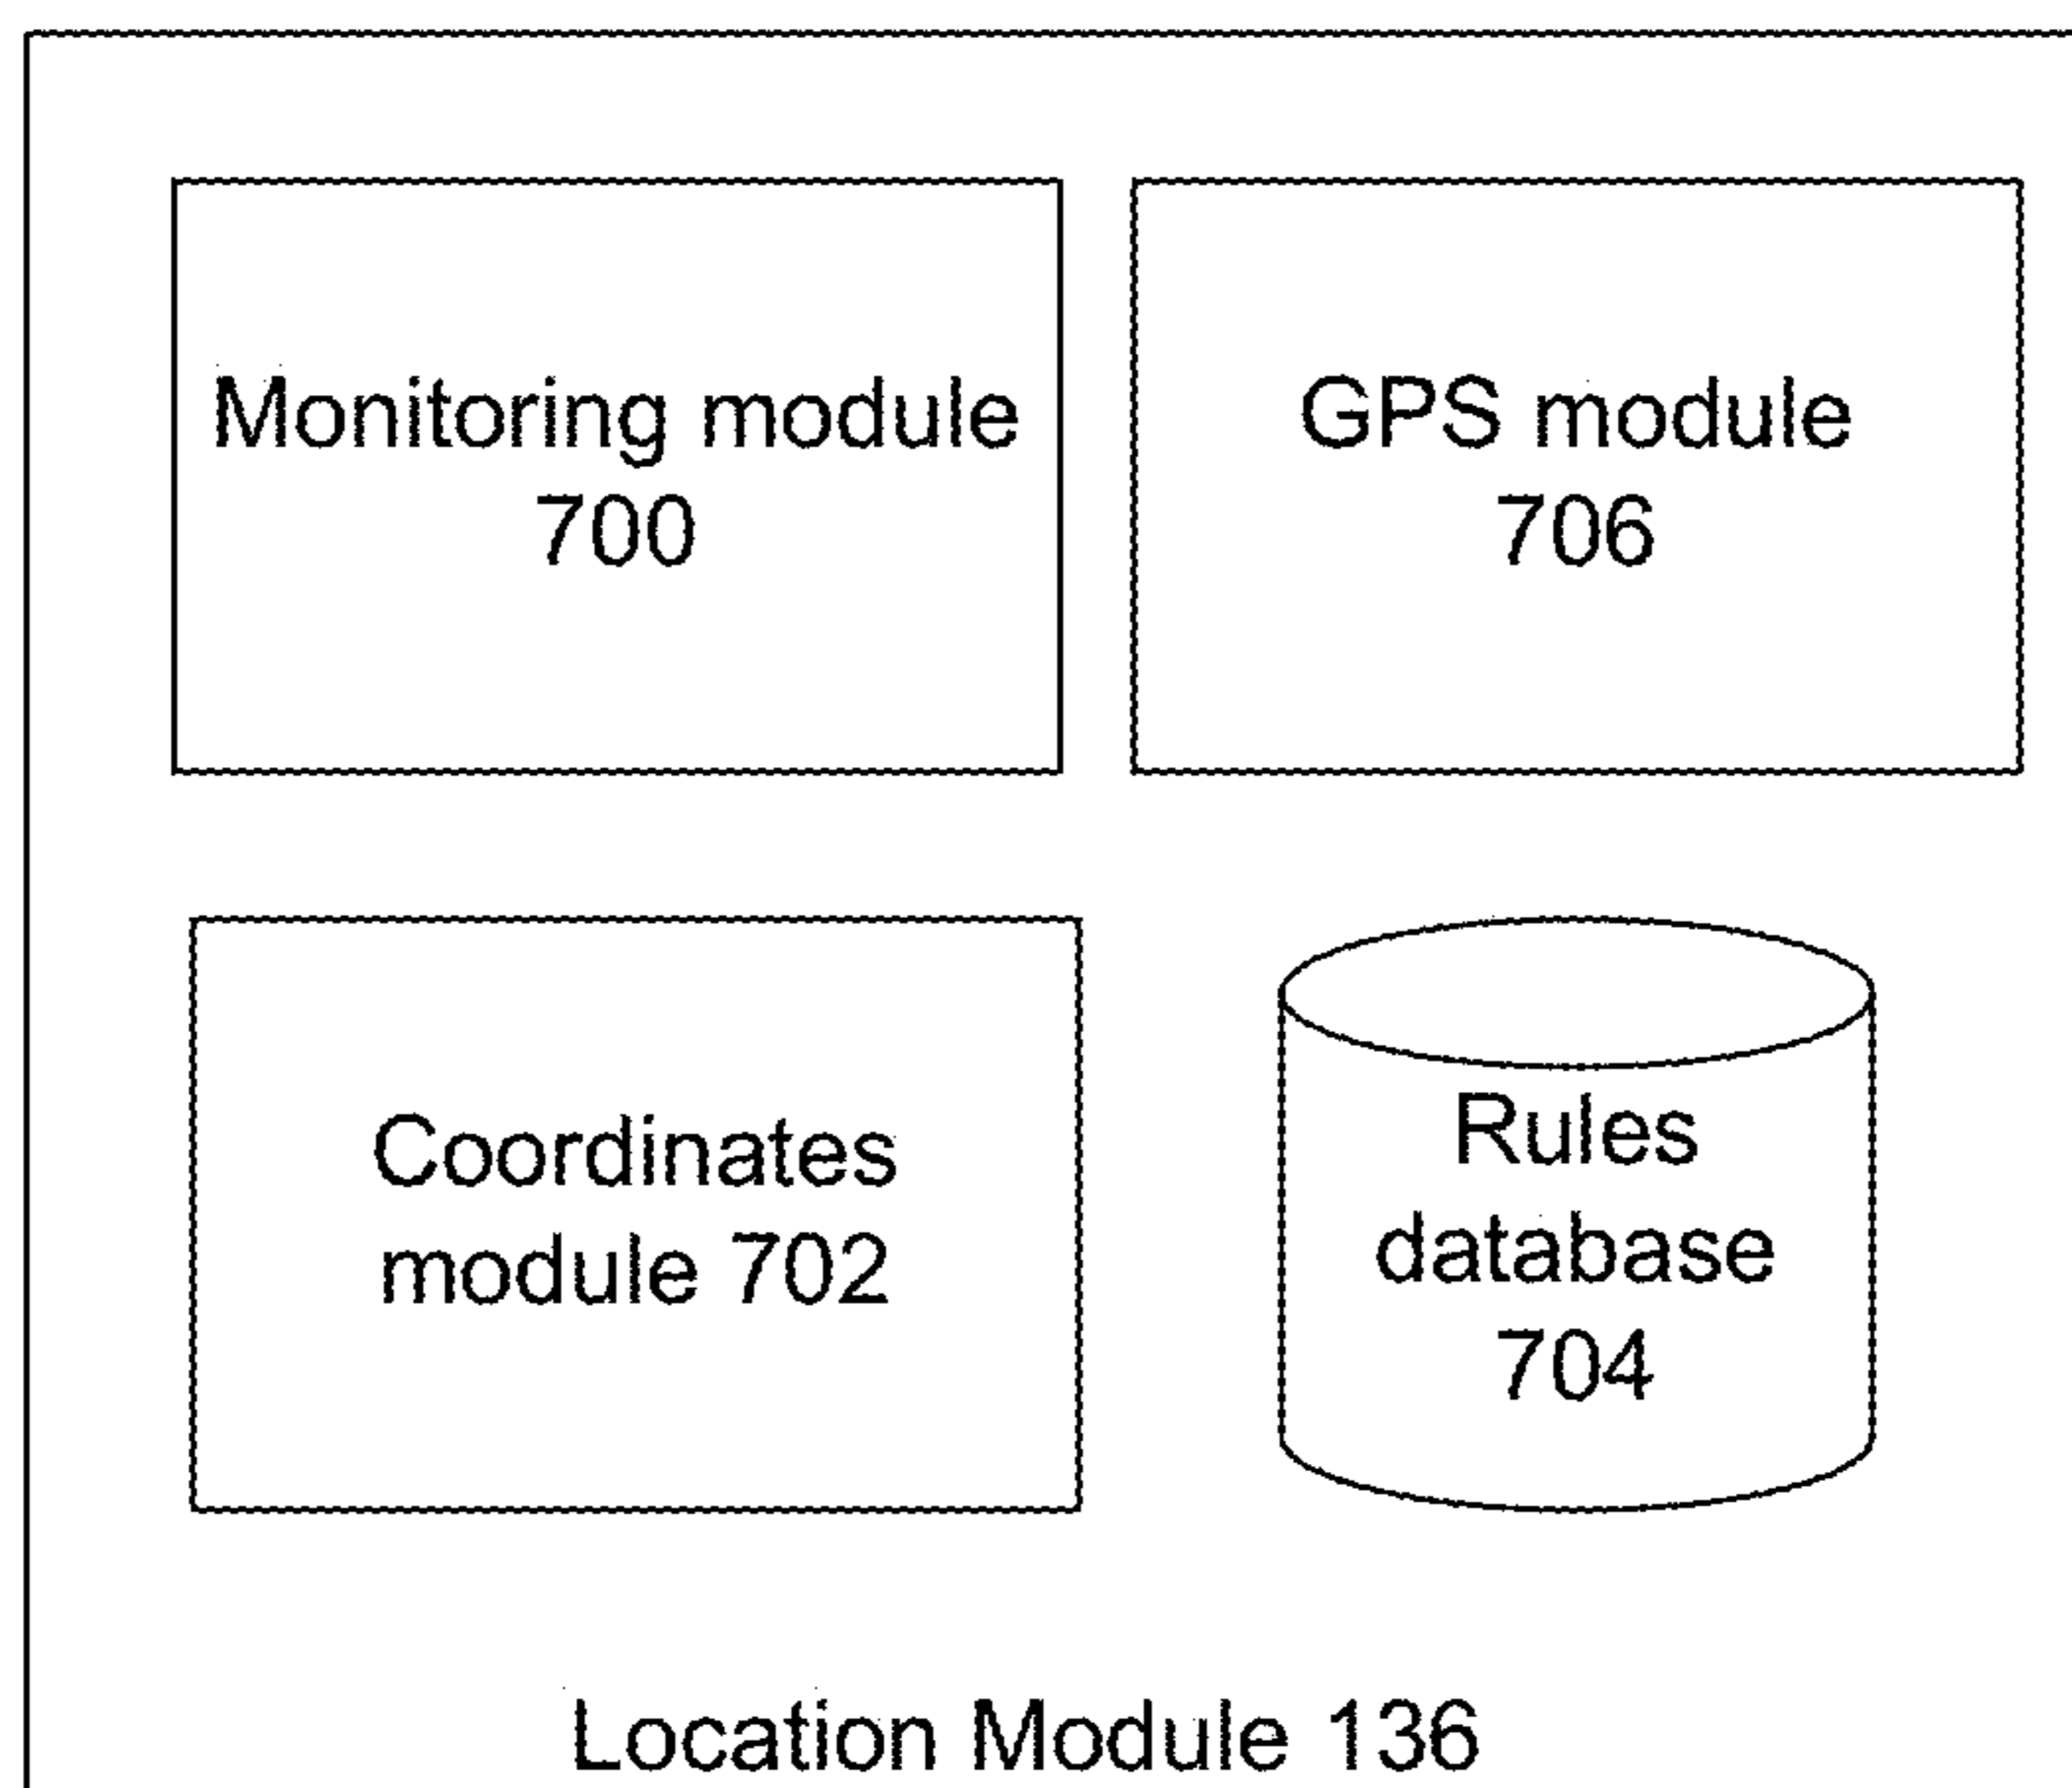 Monitoring module
700
GPS module
706
Coordinates
module 702
Rules
database
704
Location Module 136